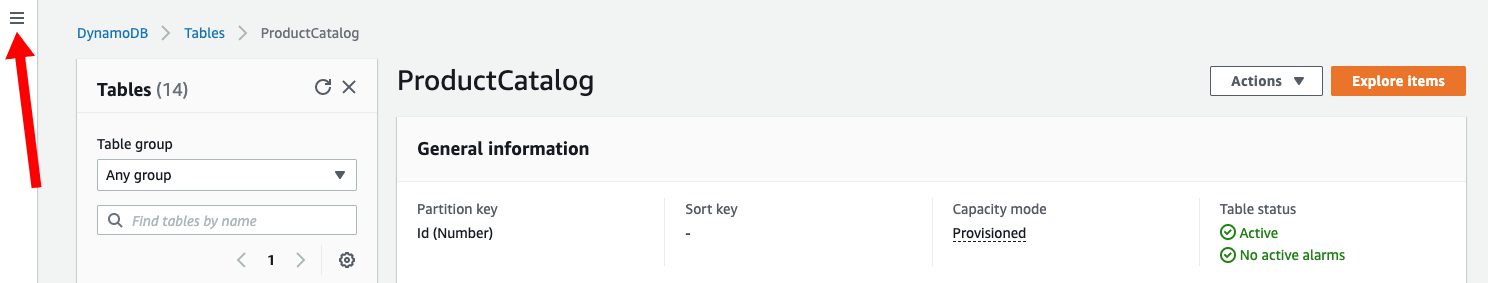 DynamoDB > Tables > ProductCatalog
Tables (14)
Table group
Any group
Find tables by name
1
ProductCatalog
Actions
Explore items
General information
Partition key
Id (Number)
Sort key
-
Capacity mode
Provisioned
Table status
Active
No active alarms